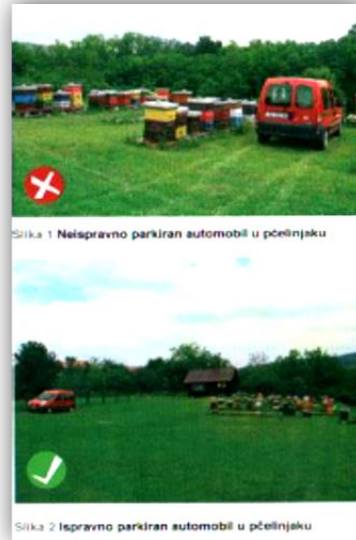 Slika 1 Neispravno parkiran automobil u pčelinjaku
Slika 2 Ispravno parkiran automobil u pčelinjaku